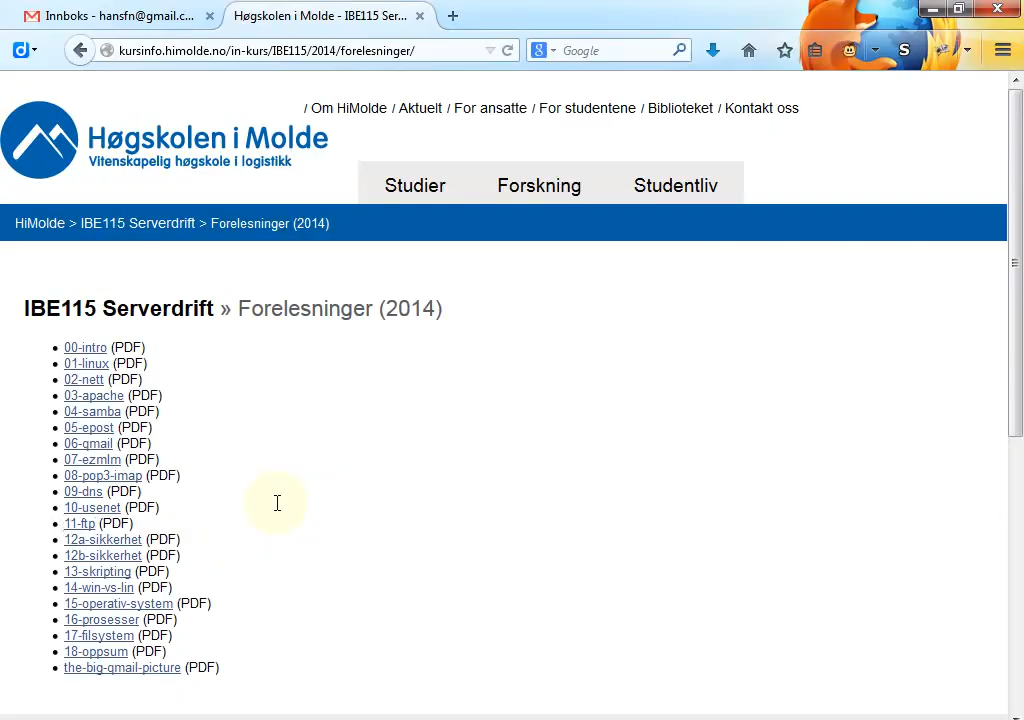 Innboks - hansfn@gmail.c...
Høgskolen i Molde - IBE115 Ser...
kursinfo.himolde.no/in-kurs/IBE115/2014/forelesninger/
Google
/ Om HiMolde / Aktuelt / For ansatte / For studentene / Biblioteket / Kontakt oss
Høgskolen i Molde
Vitenskapelig høgskole i logistikk
Studier Forskning Studentliv
HiMolde > IBE115 Serverdrift > Forelesninger (2014)
IBE115 Serverdrift » Forelesninger (2014)
• 00-intro (PDF)
• 01-linux (PDF)
• 02-nett (PDF)
• 03-apache (PDF)
• 04-samba (PDF)
• 05-epost (PDF)
• 06-qmail (PDF)
• 07-ezmlm (PDF)
• 08-pop3-imap (PDF)
• 09-dns (PDF)
• 10-usenet (PDF)
• 11-ftp (PDF)
• 12a-sikkerhet (PDF)
• 12b-sikkerhet (PDF)
• 13-skripting (PDF)
• 14-win-vs-lin (PDF)
• 15-operativ-system (PDF)
• 16-prosesser (PDF)
• 17-filsystem (PDF)
• 18-oppsum (PDF)
• the-big-qmail-picture (PDF)